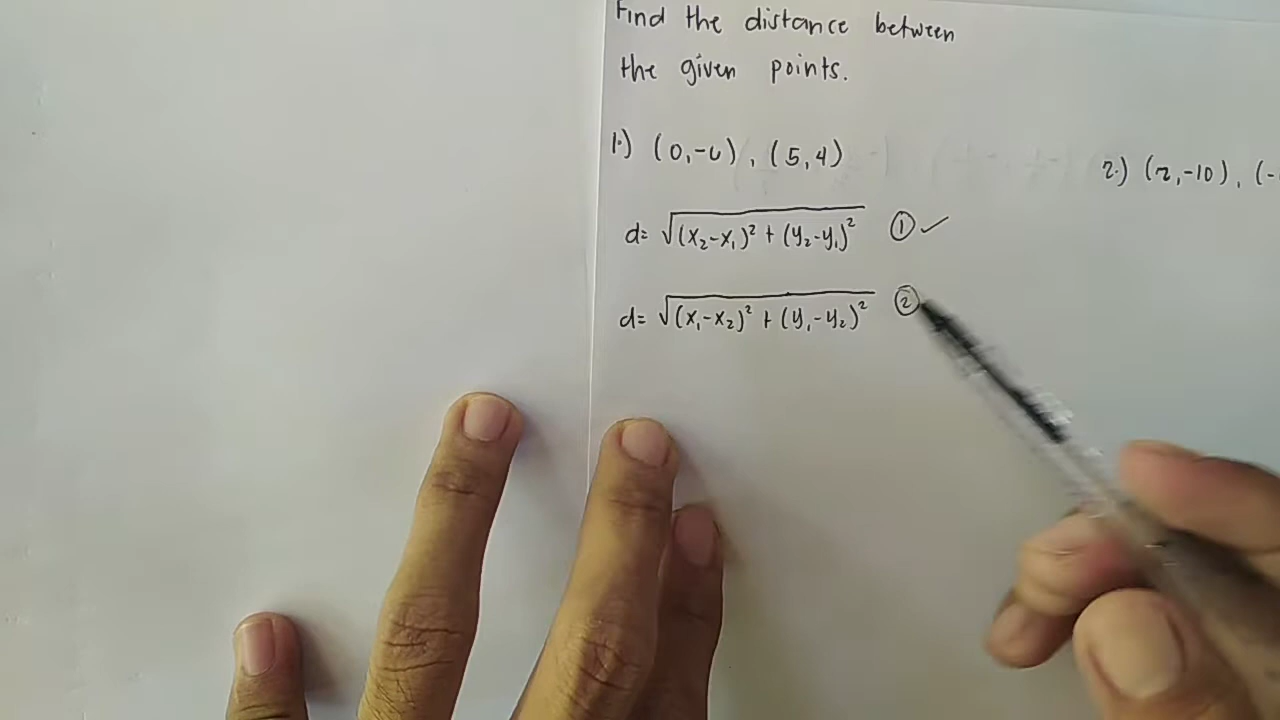 Find the distance between
the given points.
1.) (0,-6), (5,4)
2.) (2,-10), (-
d= √(x₂-x₁)² + (y₂-y₁)² ① ✓
d= √(x₁-x₂)² + (y₁-y₂)² ②